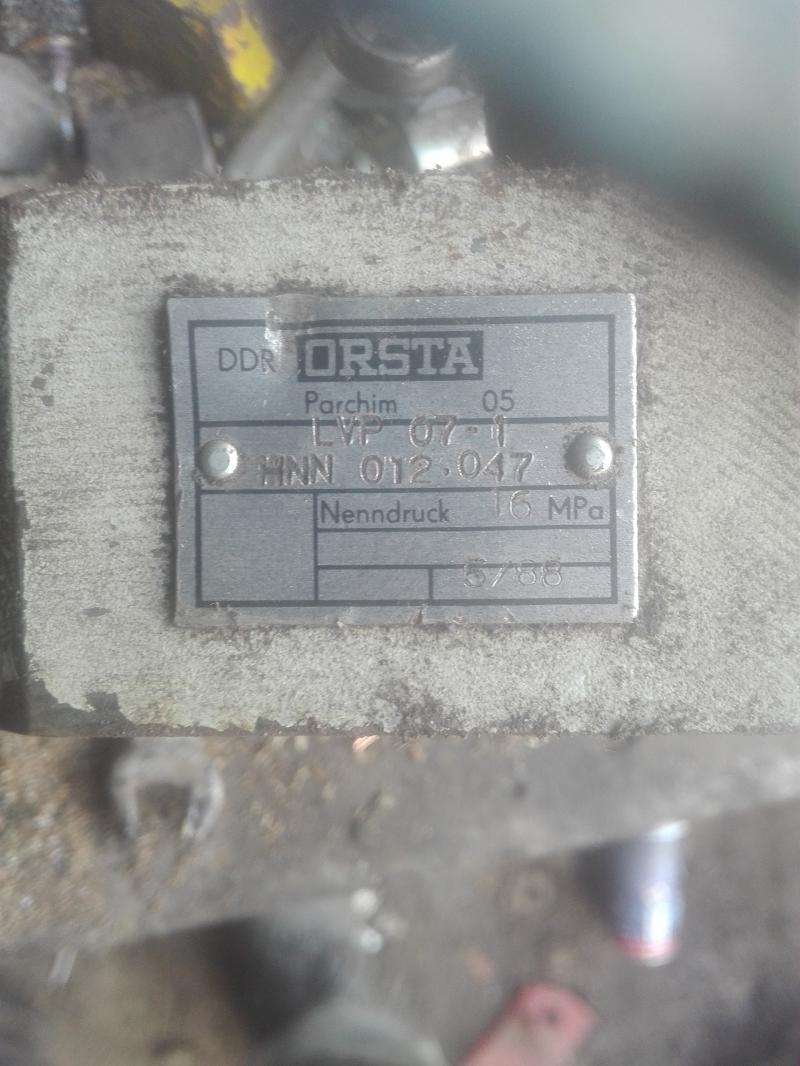 DDR ORSTA
Parchim 05
LVP 07-1
HNN 012.047
Nenndruck 16 MPa
5/88